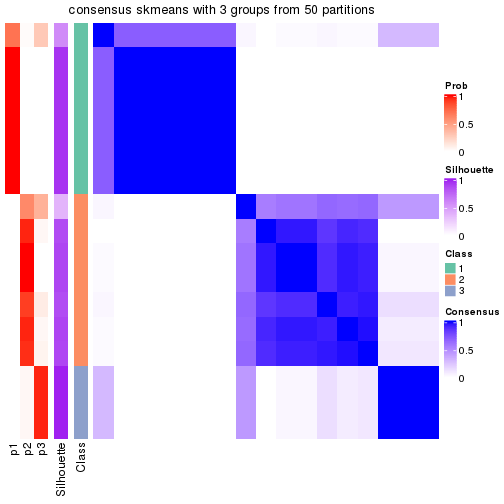 consensus skmeans with 3 groups from 50 partitions
Prob
1
0.5
0
Silhouette
1
0.5
0
Class
1
2
3
Consensus
1
0.5
0
p1
p2
p3
Silhouette
Class